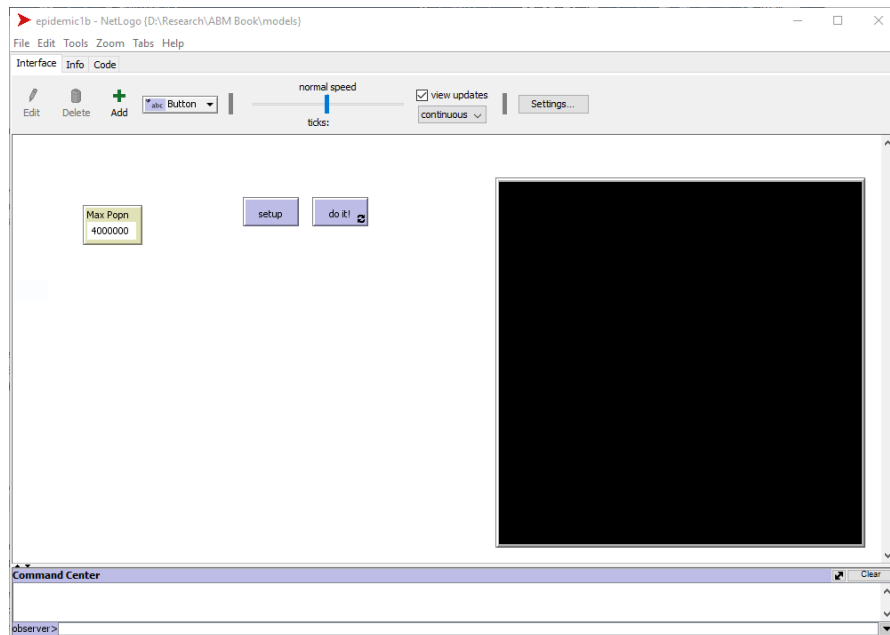 epidemic1b - NetLogo {D:\Research\ABM Book\models}
File Edit Tools Zoom Tabs Help
Interface Info Code
Edit Delete Add abc Button normal speed ticks: view updates continuous Settings...
Max Popn
4000000
setup do it!
Command Center Clear
observer>